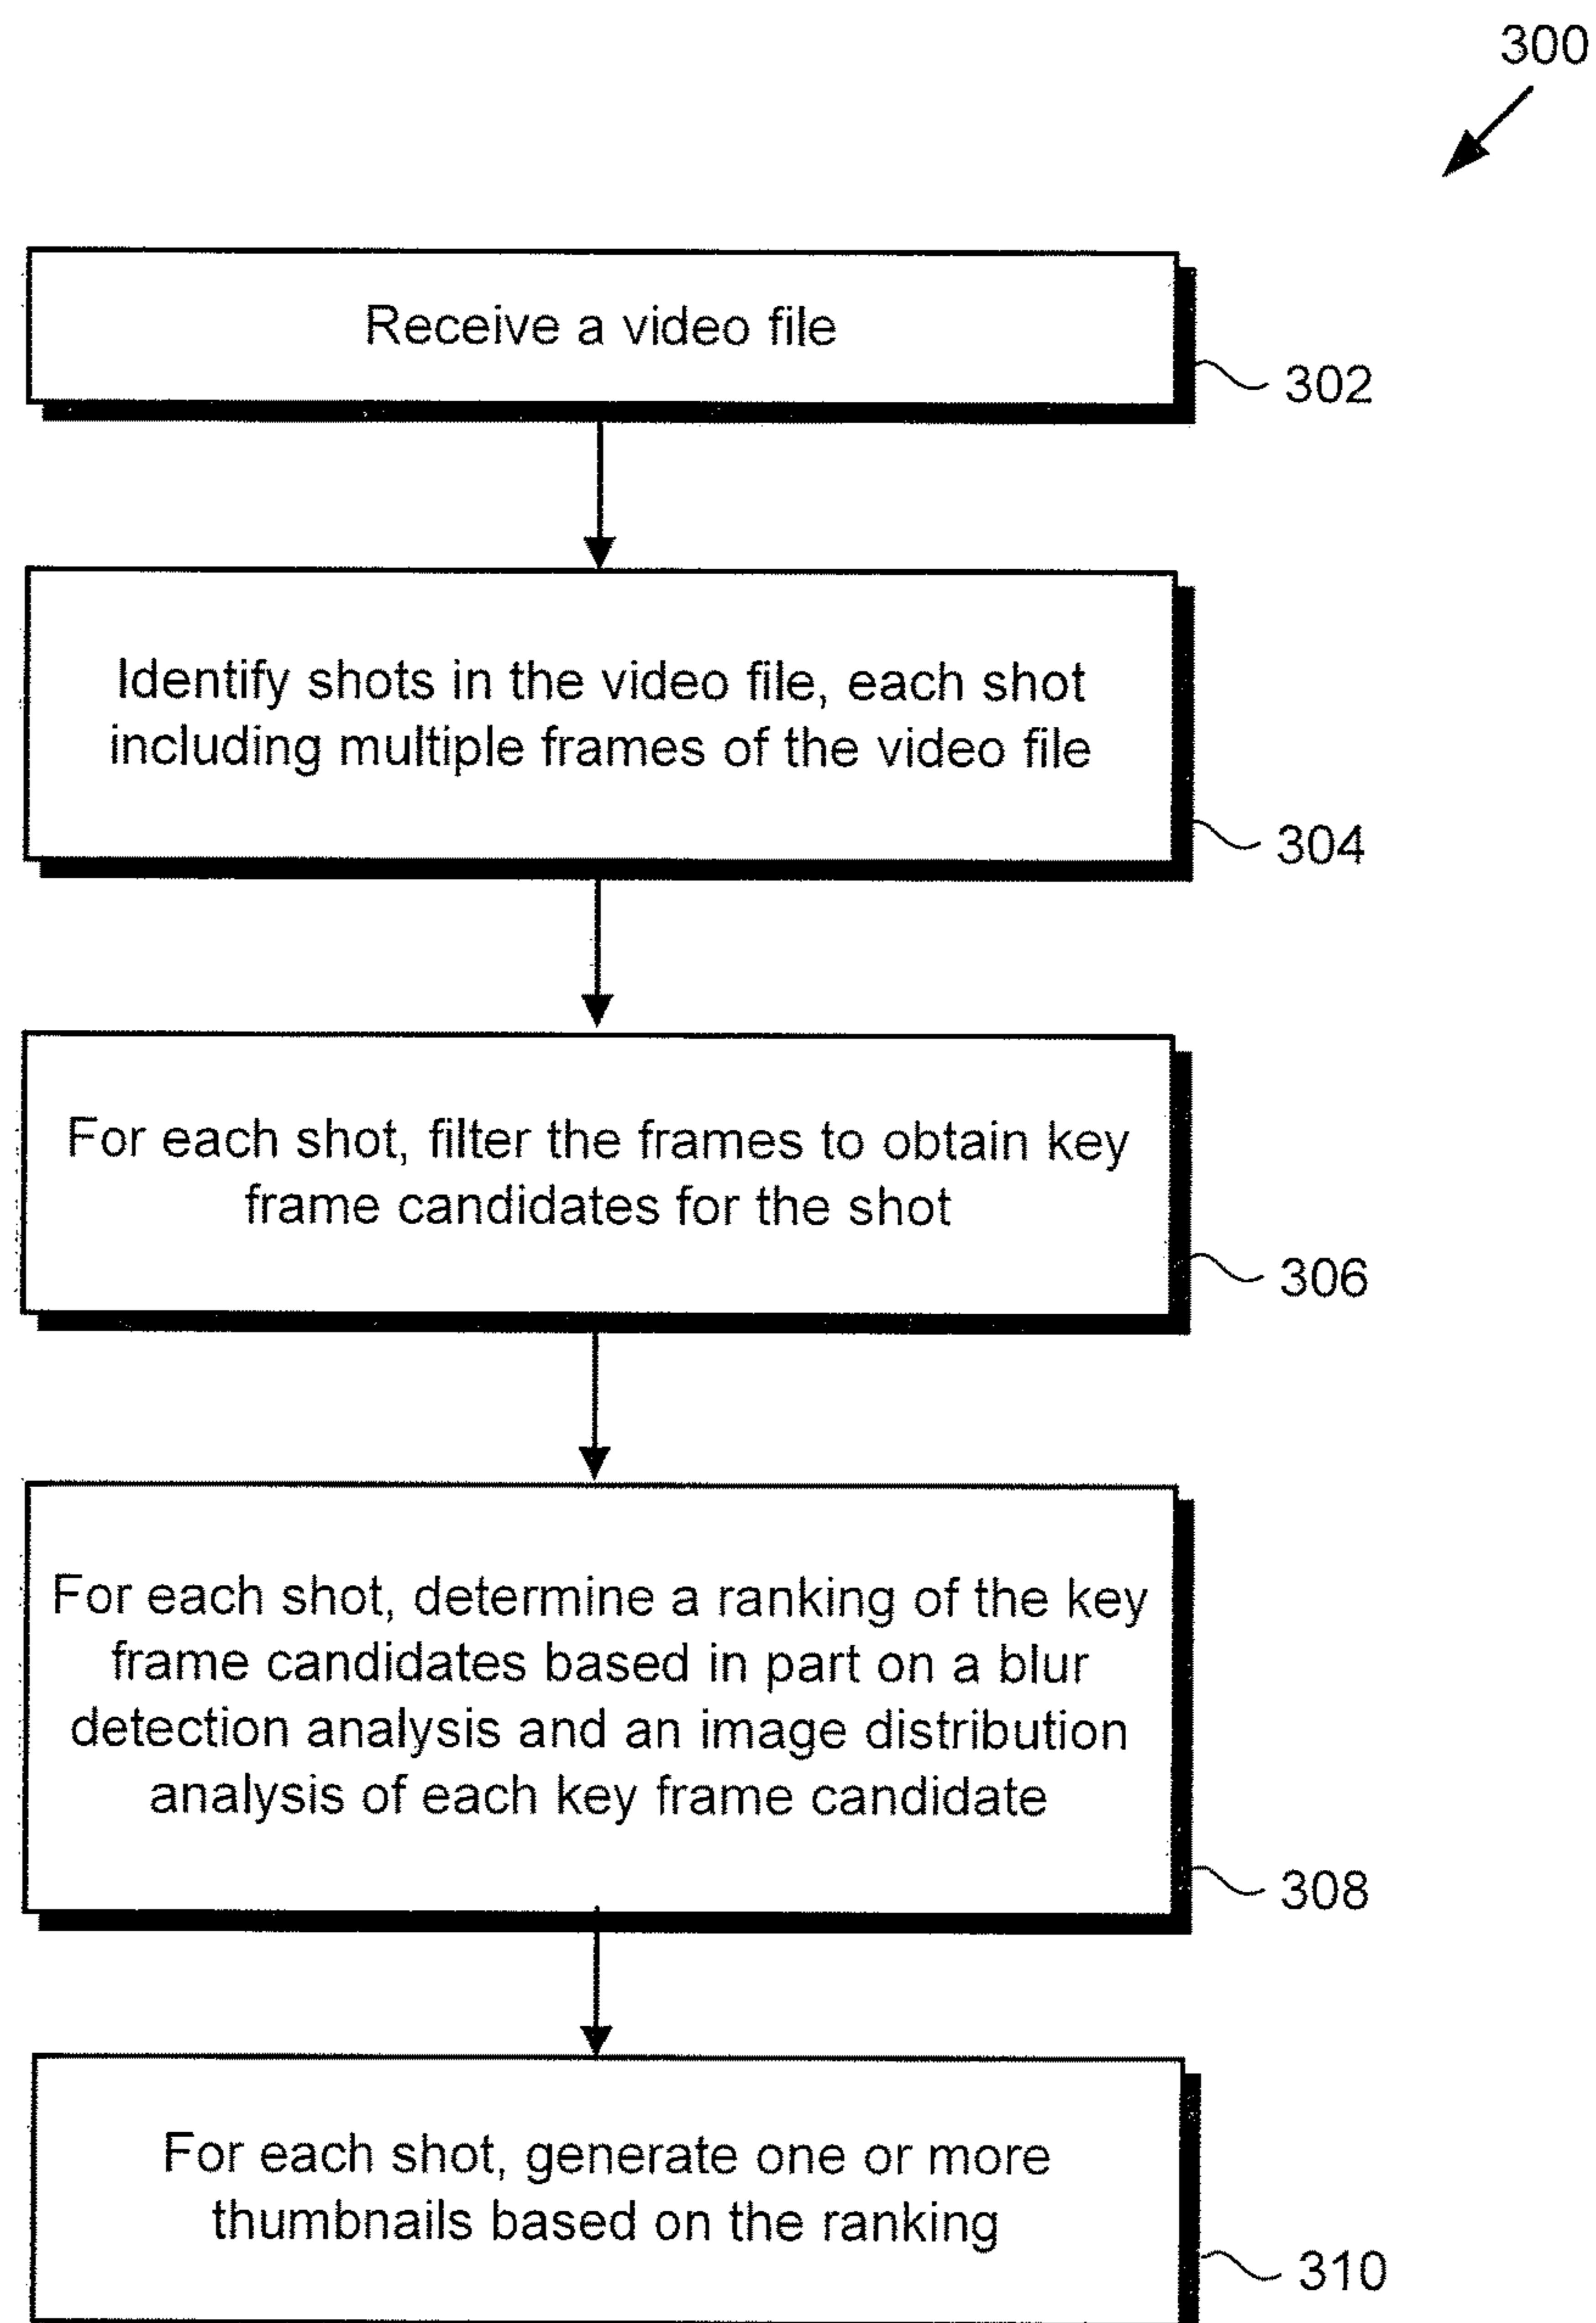 300
Receive a video file
302
Identify shots in the video file, each shot
including multiple frames of the video file
304
For each shot, filter the frames to obtain key
frame candidates for the shot
306
For each shot, determine a ranking of the key
frame candidates based in part on a blur
detection analysis and an image distribution
analysis of each key frame candidate
308
For each shot, generate one or more
thumbnails based on the ranking
310